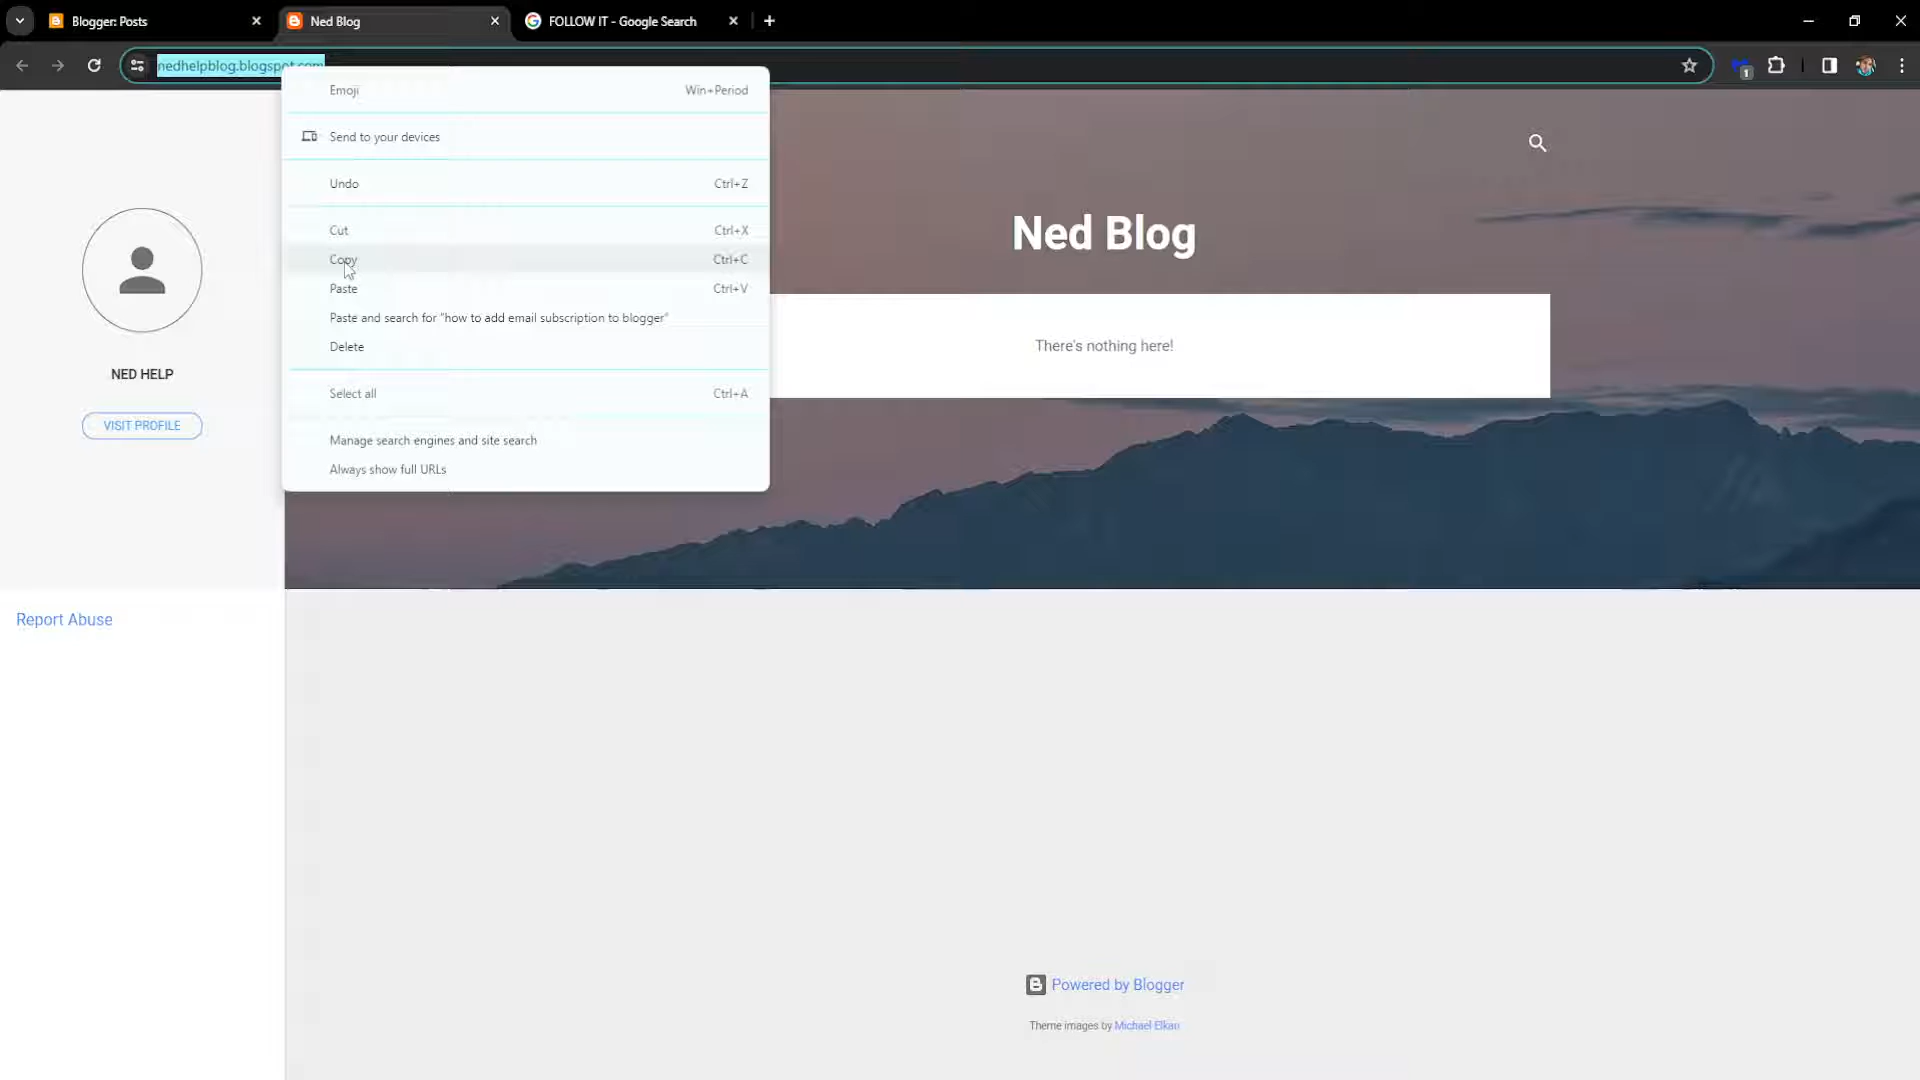 Blogger: Posts
Ned Blog
FOLLOW IT - Google Search
nedhelpblog.blogspot.com
1
Emoji Win+Period
Send to your devices
Undo Ctrl+Z
Cut Ctrl+X
Copy Ctrl+C
Paste Ctrl+V
Paste and search for "how to add email subscription to blogger"
Delete
Select all Ctrl+A
Manage search engines and site search
Always show full URLs
NED HELP
VISIT PROFILE
Report Abuse
Ned Blog
There's nothing here!
Powered by Blogger
Theme images by Michael Elkan